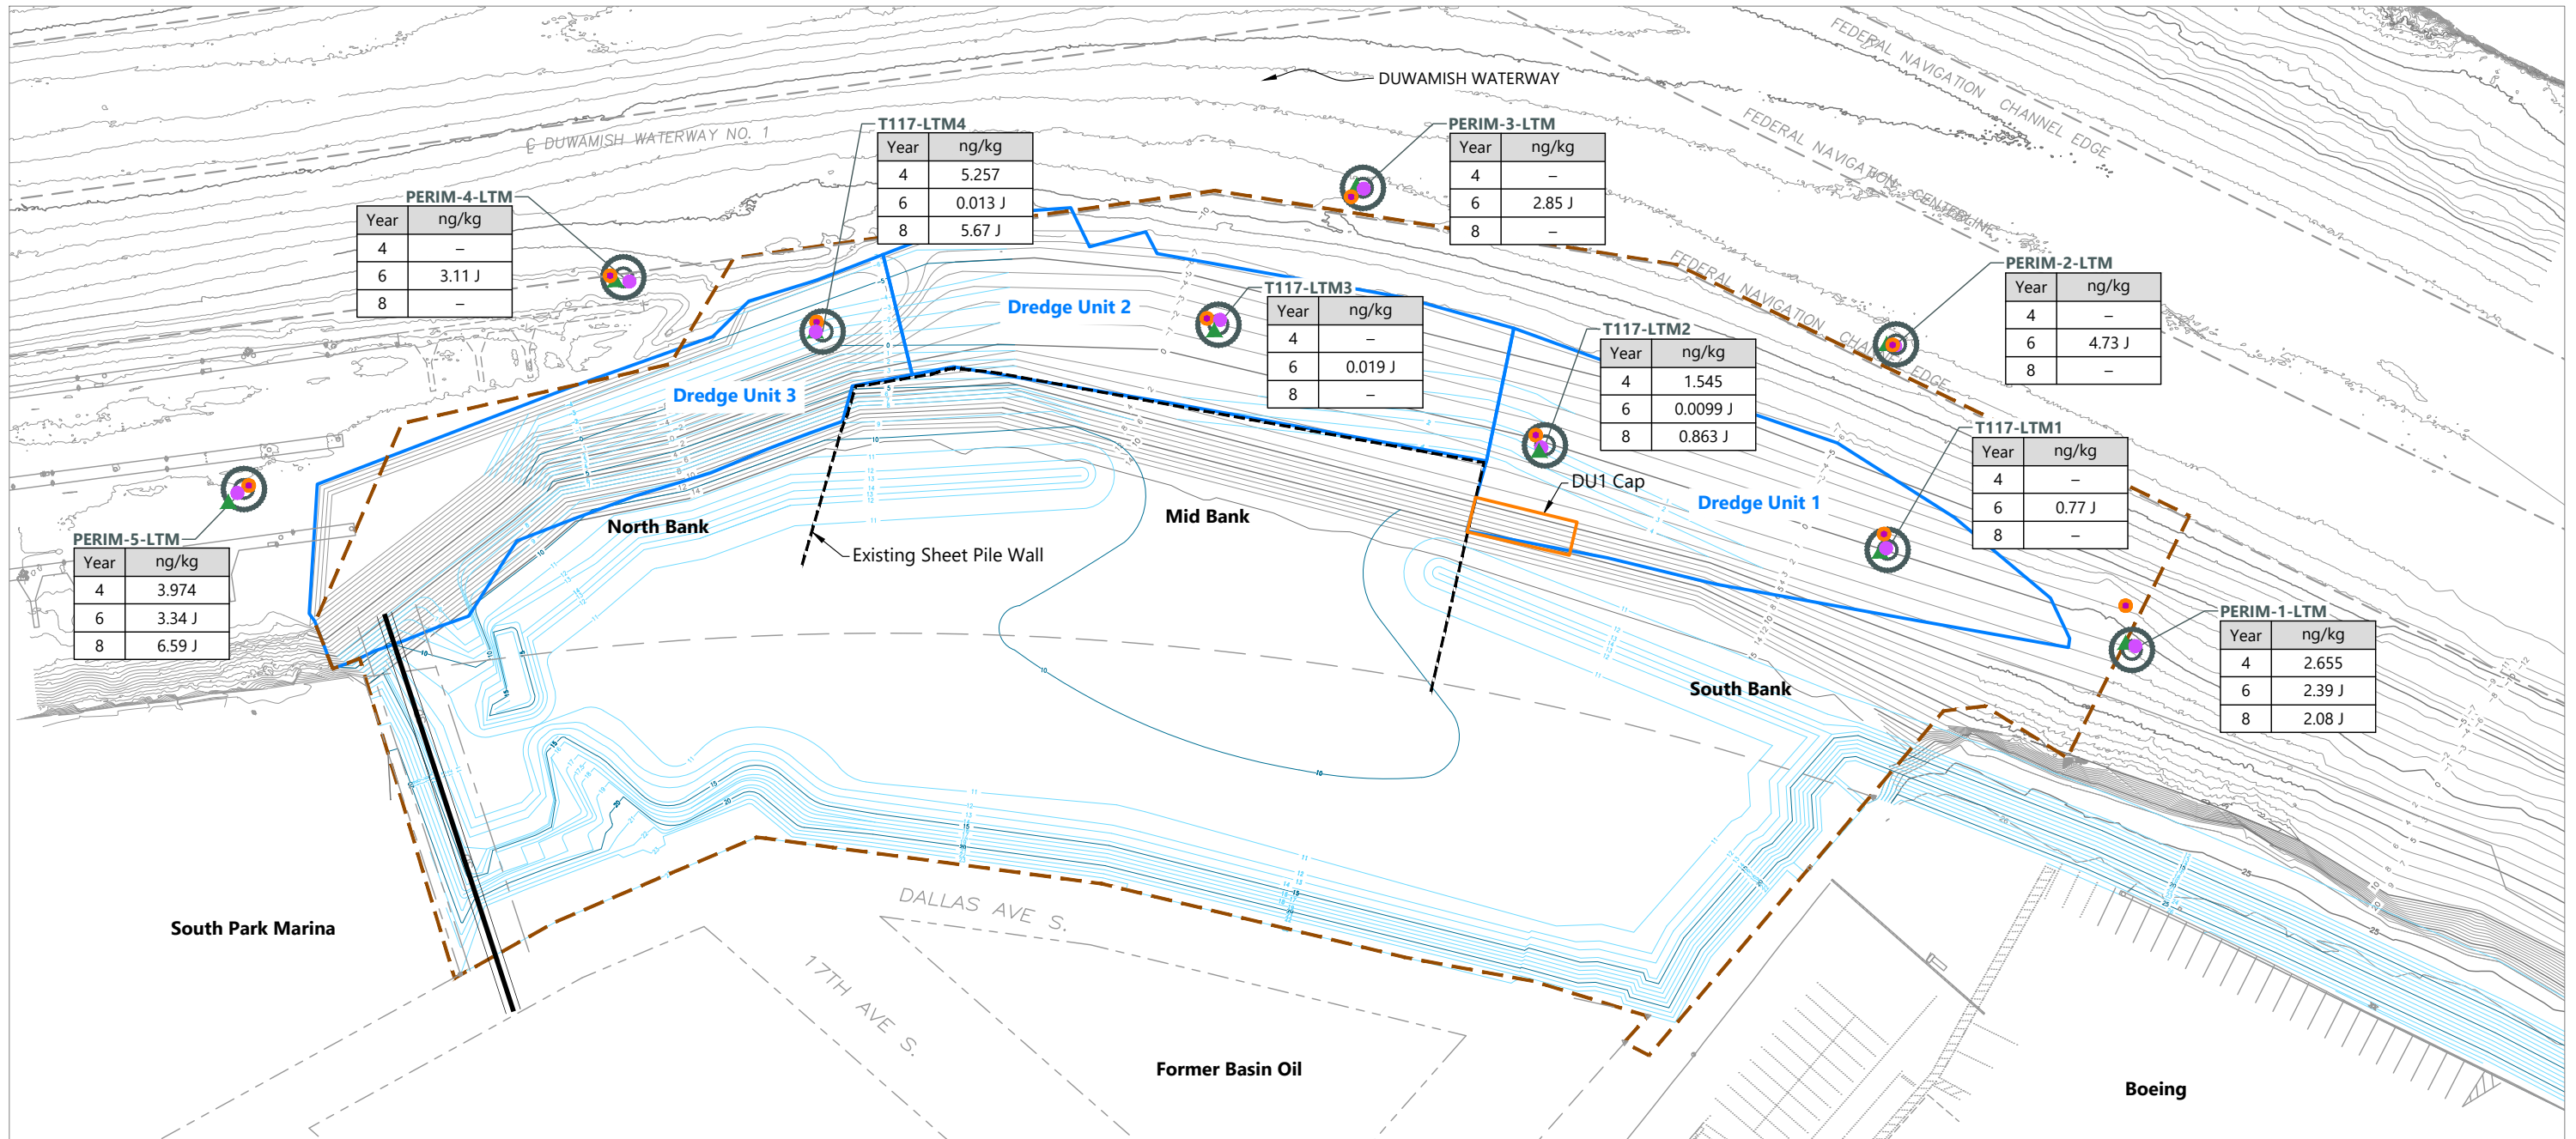 DUWAMISH WATERWAY
FEDERAL NAVIGATION CHANNEL EDGE
FEDERAL NAVIGATION CENTERLINE
FEDERAL NAVIGATION CHANNEL EDGE
DUWAMISH WATERWAY NO. 1
T117-LTM4
Year ng/kg
4 5.257
6 0.013 J
8 5.67 J
PERIM-3-LTM
Year ng/kg
4 –
6 2.85 J
8 –
PERIM-4-LTM
Year ng/kg
4 –
6 3.11 J
8 –
PERIM-2-LTM
Year ng/kg
4 –
6 4.73 J
8 –
T117-LTM3
Year ng/kg
4 –
6 0.019 J
8 –
Dredge Unit 2
T117-LTM2
Year ng/kg
4 1.545
6 0.0099 J
8 0.863 J
Dredge Unit 3
T117-LTM1
Year ng/kg
4 –
6 0.77 J
8 –
DU1 Cap
Dredge Unit 1
North Bank
Mid Bank
Existing Sheet Pile Wall
PERIM-5-LTM
Year ng/kg
4 3.974
6 3.34 J
8 6.59 J
PERIM-1-LTM
Year ng/kg
4 2.655
6 2.39 J
8 2.08 J
South Bank
DALLAS AVE S.
South Park Marina
17TH AVE S.
Former Basin Oil
Boeing